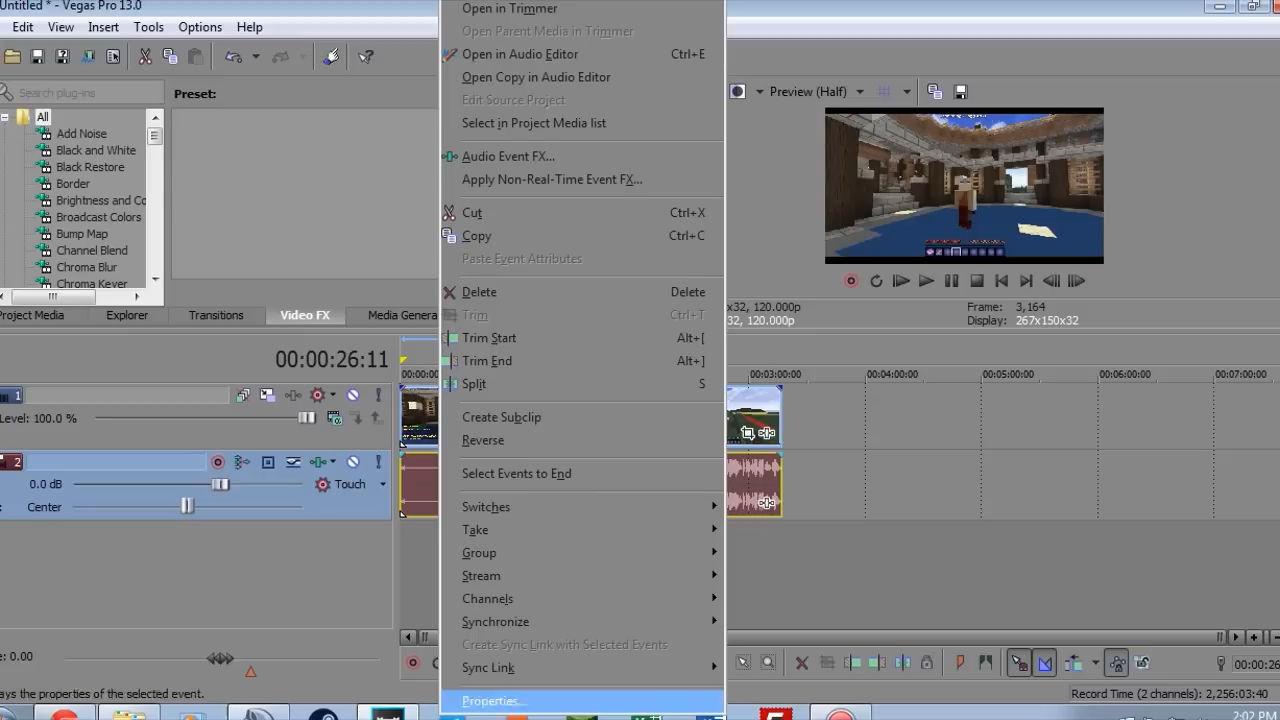 Untitled * - Vegas Pro 13.0
Edit View Insert Tools Options Help
Search plug-ins
Preset:
All
Add Noise
Black and White
Black Restore
Border
Brightness and Co
Broadcast Colors
Bump Map
Channel Blend
Chroma Blur
Chroma Keyer
Project Media Explorer Transitions Video FX Media Genera
Open in Trimmer
Open Parent Media in Trimmer
Open in Audio Editor Ctrl+E
Open Copy in Audio Editor
Edit Source Project
Select in Project Media list
Audio Event FX...
Apply Non-Real-Time Event FX...
Cut Ctrl+X
Copy Ctrl+C
Paste Event Attributes
Delete Delete
Trim Ctrl+T
Trim Start Alt+[
Trim End Alt+]
Split S
Create Subclip
Reverse
Select Events to End
Switches
Take
Group
Stream
Channels
Synchronize
Create Sync Link with Selected Events
Sync Link
Properties...
Preview (Half)
x32, 120.000p Frame: 3,164
32, 120.000p Display: 267x150x32
00:00:26:11
00:00:0 00:03:00:00 00:04:00:00 00:05:00:00 00:06:00:00 00:07:00:00
1
Level: 100.0 %
2
0.0 dB Touch
Center
e: 0.00
00:00:26
ays the properties of the selected event.
Record Time (2 channels): 2,256:03:40
2:02 PM